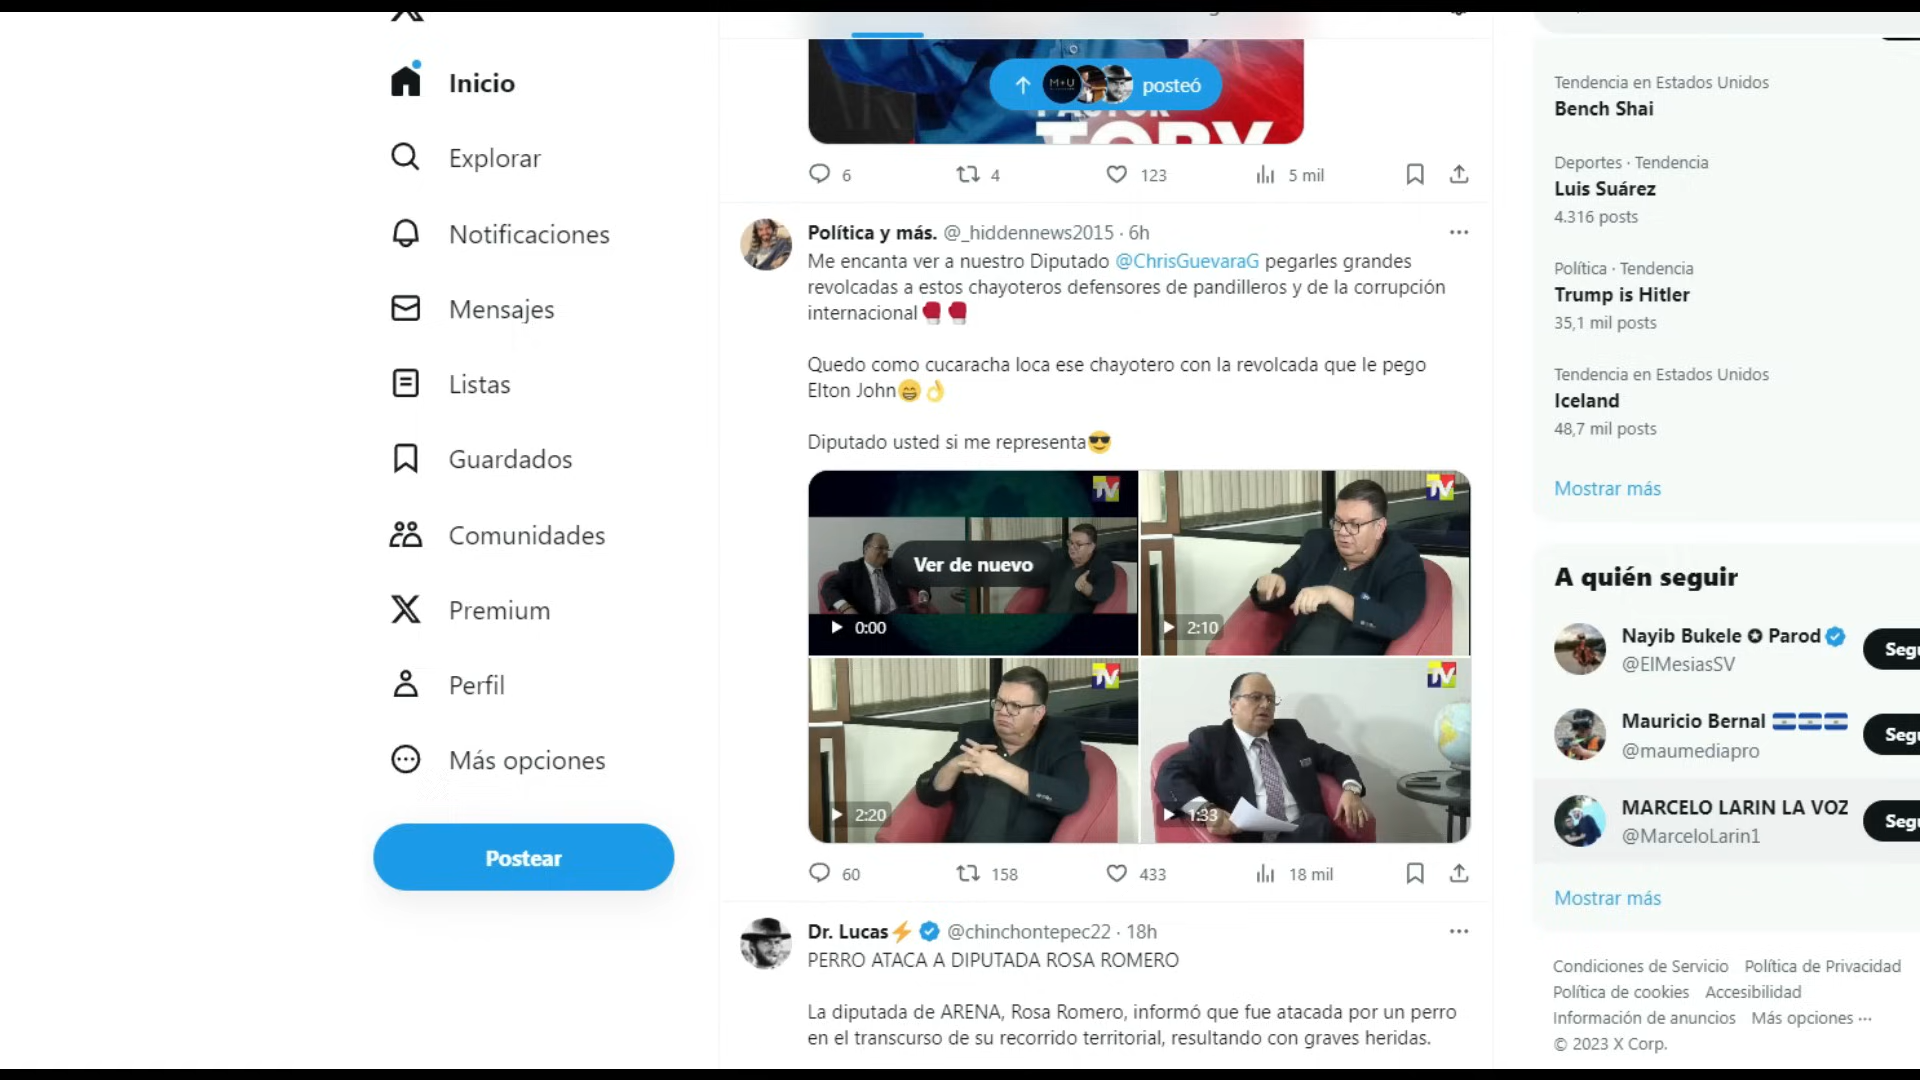 Inicio
Explorar
Notificaciones
Mensajes
Listas
Guardados
Comunidades
Premium
Perfil
Más opciones
Postear
M+U
posteó
PASTOR
TOBY
6
4
123
5 mil
Política y más. @_hiddennews2015 · 6h
Me encanta ver a nuestro Diputado @ChrisGuevaraG pegarles grandes
revolcadas a estos chayoteros defensores de pandilleros y de la corrupción
internacional🥊🥊
Quedo como cucaracha loca ese chayotero con la revolcada que le pego
Elton John😁👌
Diputado usted si me representa😎
TV
TV
Ver de nuevo
0:00
2:10
TV
TV
2:20
1:33
60
158
433
18 mil
Dr. Lucas⚡ @chinchontepec22 · 18h
PERRO ATACA A DIPUTADA ROSA ROMERO
La diputada de ARENA, Rosa Romero, informó que fue atacada por un perro
en el transcurso de su recorrido territorial, resultando con graves heridas.
Tendencia en Estados Unidos
Bench Shai
Deportes · Tendencia
Luis Suárez
4.316 posts
Política · Tendencia
Trump is Hitler
35,1 mil posts
Tendencia en Estados Unidos
Iceland
48,7 mil posts
Mostrar más
A quién seguir
Nayib Bukele ✪ Parod
@ElMesiasSV
Segu
Mauricio Bernal 🇸🇻🇸🇻🇸🇻
@maumediapro
Segu
MARCELO LARIN LA VOZ
@MarceloLarin1
Segu
Mostrar más
Condiciones de Servicio Política de Privacidad
Política de cookies Accesibilidad
Información de anuncios Más opciones ···
© 2023 X Corp.